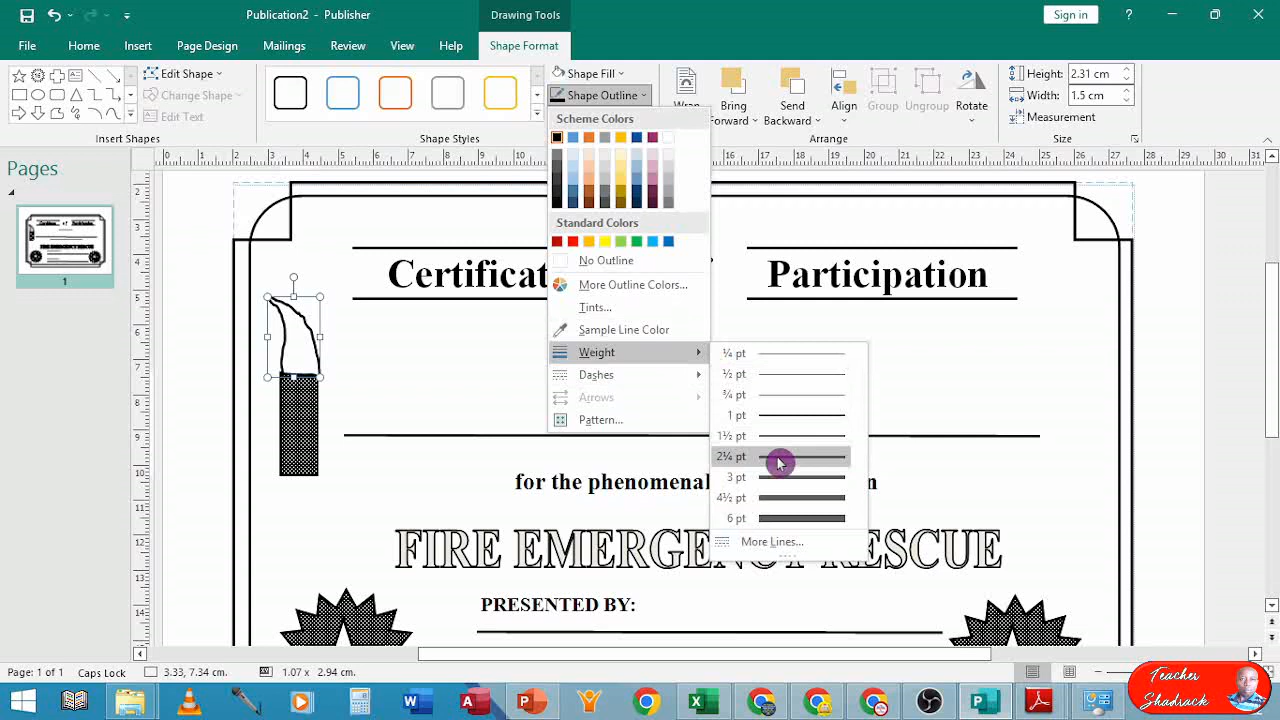 Publication2 - Publisher
Drawing Tools
Sign in
?
File
Home
Insert
Page Design
Mailings
Review
View
Help
Shape Format
Edit Shape
Change Shape
Edit Text
Insert Shapes
Shape Styles
Shape Fill
Shape Outline
Wrap
Bring
Forward
Send
Backward
Align
Group
Ungroup
Rotate
Arrange
Height:
2.31 cm
Width:
1.5 cm
Measurement
Size
Scheme Colors
Standard Colors
No Outline
More Outline Colors...
Tints...
Sample Line Color
Weight
Dashes
Arrows
Pattern...
¼ pt
½ pt
¾ pt
1 pt
1½ pt
2¼ pt
3 pt
4½ pt
6 pt
More Lines...
Pages
1
Certificat
Participation
for the phenomenal
n
FIRE EMERGENCY RESCUE
PRESENTED BY:
Page: 1 of 1
Caps Lock
3.33, 7.34 cm.
1.07 x 2.94 cm.
Teacher
Shadrack